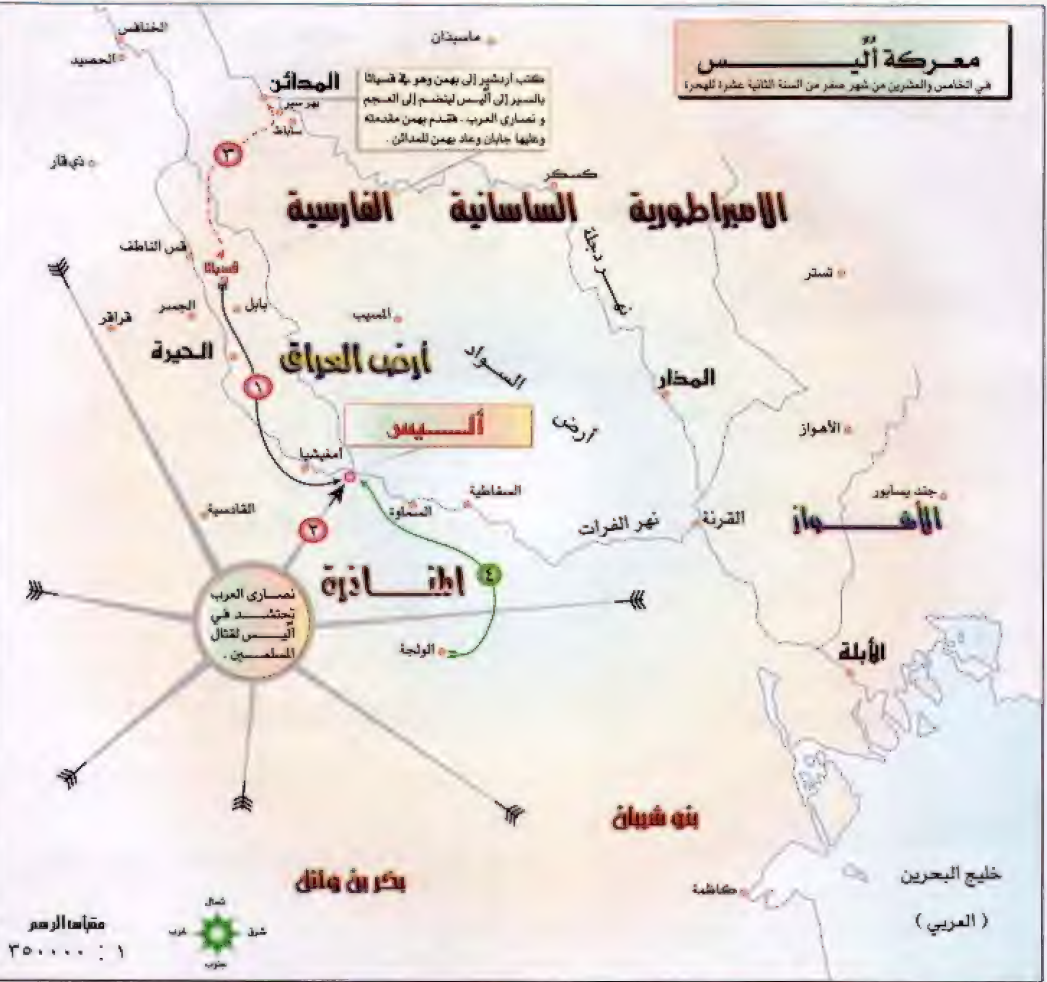 معركة أُلّيس
في الخامس والعشرين من شهر صفر من السنة الثانية عشرة للهجرة
الخنافس
الحصيد
ماسبذان
المدائن
بهر سير
ساباط
كتب أردشير إلى بهمن وهو في قسياثا
بالسير إلى أليس لينضم إلى العجم
و نصارى العرب . فقدم بهمن مقدمته
وعليها جابان وعاد بهمن للمدائن .
٣
ذي قار
كسكر
الامبراطورية الساسانية الفارسية
نهر دجلة
قس الناطف
قسياثا
تستر
بابل
الجسر
قراقر
المسيب
الحيرة
أرض العراق
السواد
أرض
المذار
١
أليس
الأهواز
أمغيشيا
السقاطية
السماوة
جند يسابور
القادسية
نهر الفرات
القرنة
الأهواز
٢
المناذرة
٤
نصارى العرب
تحتشد في
أليس لقتال
المسلمين .
الولجة
الأبلة
بنو شيبان
بكر بن وائل
كاظمة
خليج البحرين
( العربي )
شمال
شرق
غرب
جنوب
مقياس الرسم
١ : ٣٥٠٠٠٠٠